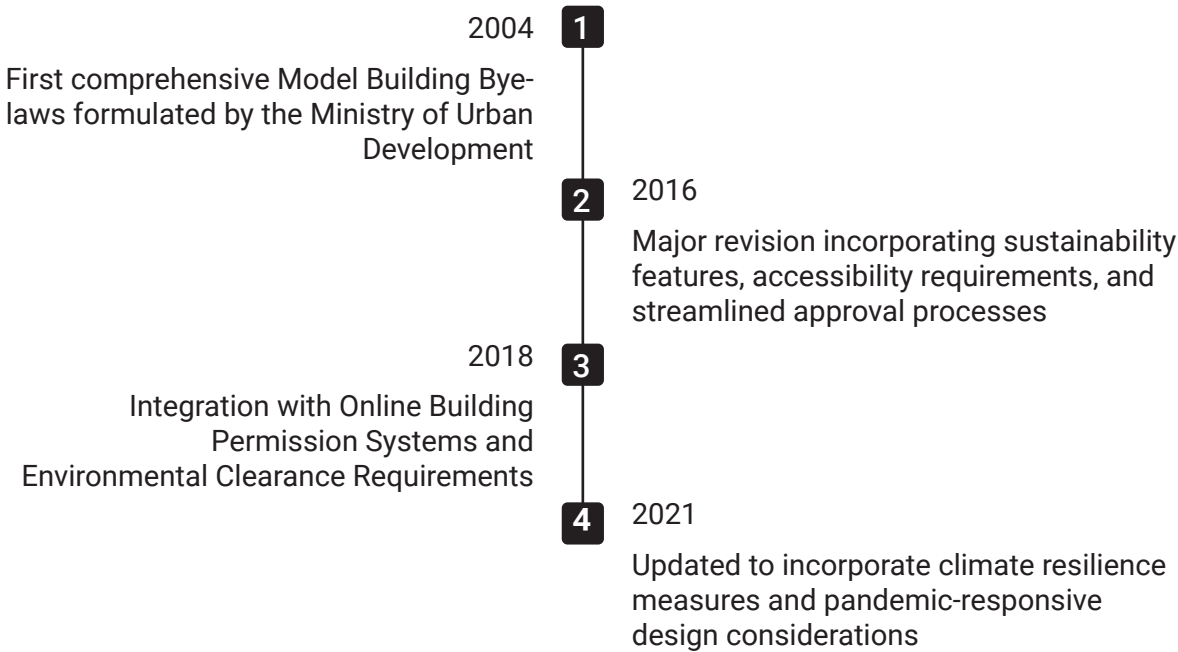 1
2004
First comprehensive Model Building Bye-
laws formulated by the Ministry of Urban
Development
2
2016
Major revision incorporating sustainability
features, accessibility requirements, and
streamlined approval processes
3
2018
Integration with Online Building
Permission Systems and
Environmental Clearance Requirements
4
2021
Updated to incorporate climate resilience
measures and pandemic-responsive
design considerations